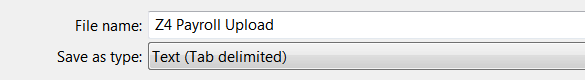 File name: Z4 Payroll Upload
Save as type: Text (Tab delimited)